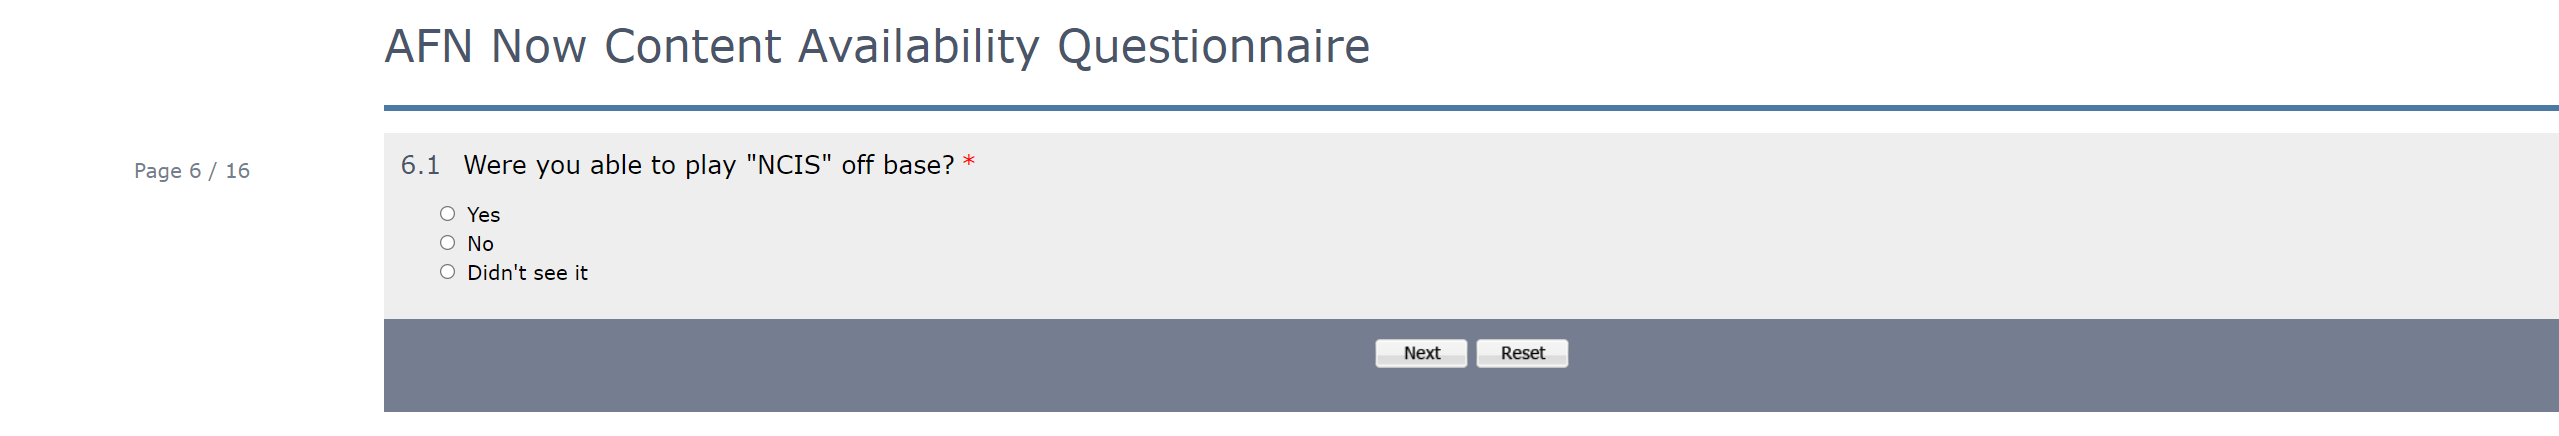 AFN Now Content Availability Questionnaire
Page 6 / 16
6.1 Were you able to play "NCIS" off base? *
Yes
No
Didn't see it
Next Reset